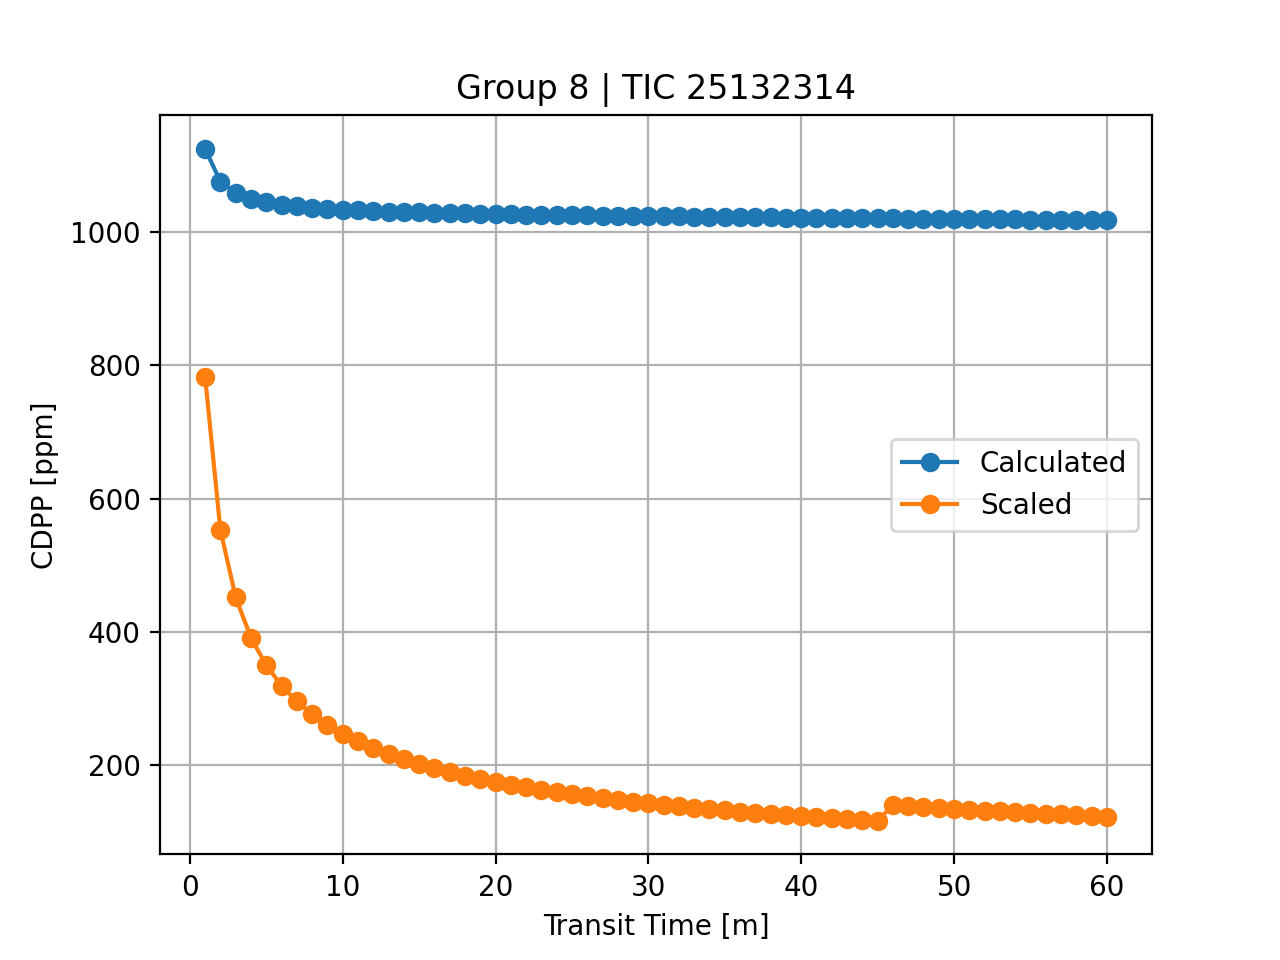 Group 8 | TIC 25132314
1000
800
600
400
200
CDPP [ppm]
Calculated
Scaled
0 10 20 30 40 50 60
Transit Time [m]